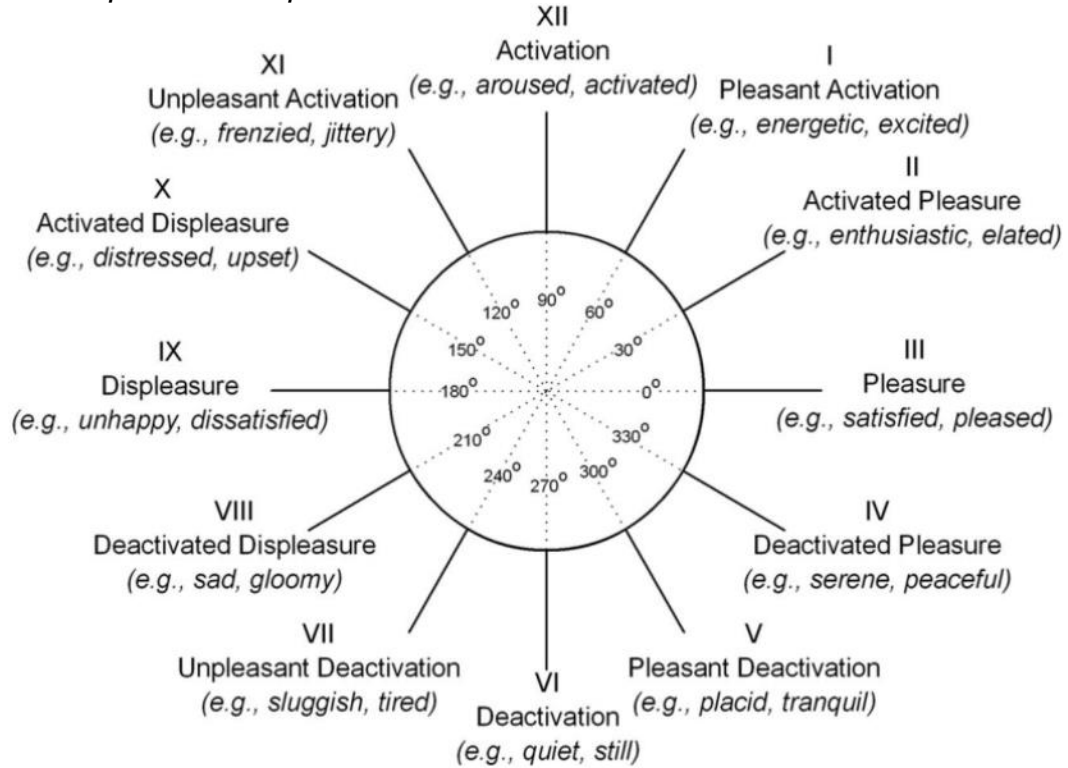 XII
Activation
(e.g., aroused, activated)
I
Pleasant Activation
(e.g., energetic, excited)
II
Activated Pleasure
(e.g., enthusiastic, elated)
III
Pleasure
(e.g., satisfied, pleased)
IV
Deactivated Pleasure
(e.g., serene, peaceful)
V
Pleasant Deactivation
(e.g., placid, tranquil)
VI
Deactivation
(e.g., quiet, still)
VII
Unpleasant Deactivation
(e.g., sluggish, tired)
VIII
Deactivated Displeasure
(e.g., sad, gloomy)
IX
Displeasure
(e.g., unhappy, dissatisfied)
X
Activated Displeasure
(e.g., distressed, upset)
XI
Unpleasant Activation
(e.g., frenzied, jittery)
90°
60°
30°
0°
330°
300°
270°
240°
210°
180°
150°
120°